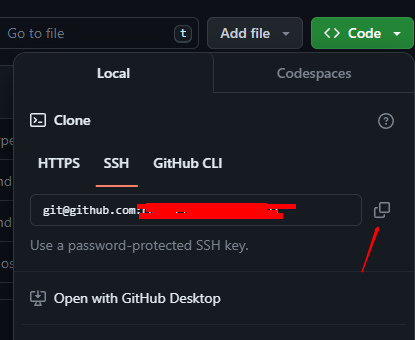 Go to file t Add file <> Code
Local Codespaces
Clone
HTTPS SSH GitHub CLI
git@github.com:
Use a password-protected SSH key.
Open with GitHub Desktop